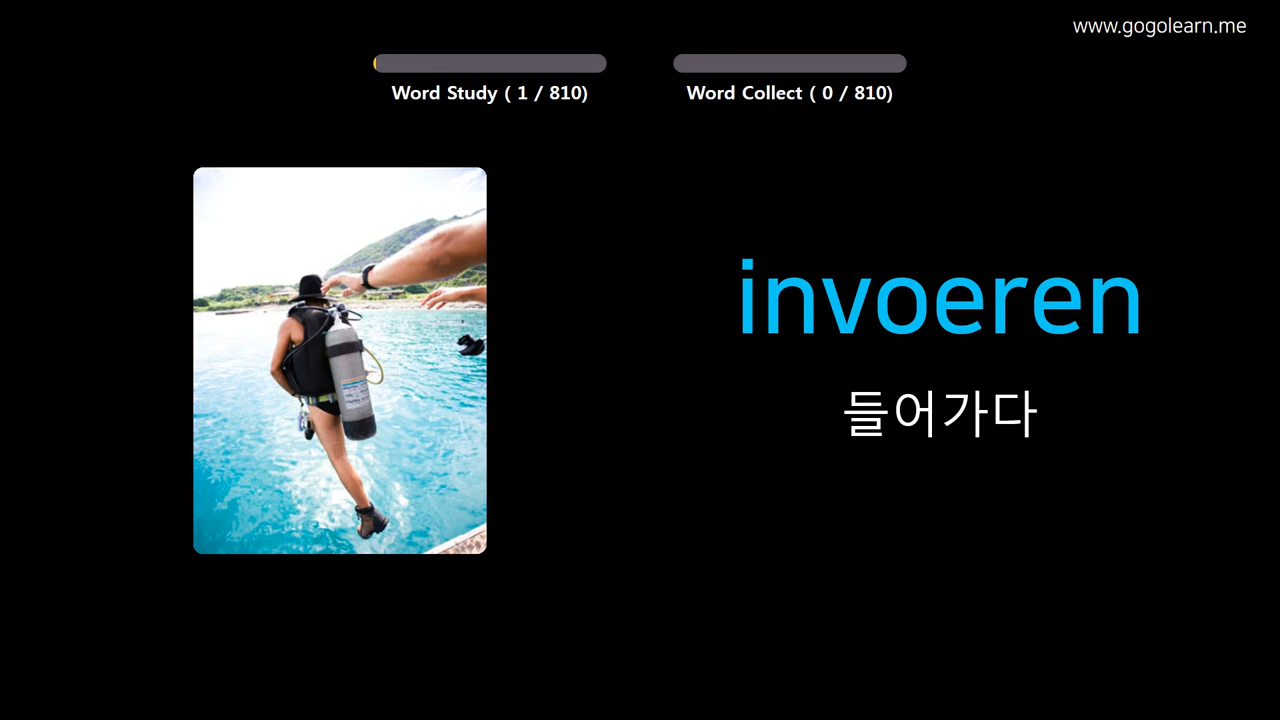 www.gogolearn.me
Word Study ( 1 / 810)
Word Collect ( 0 / 810)
invoeren
들어가다